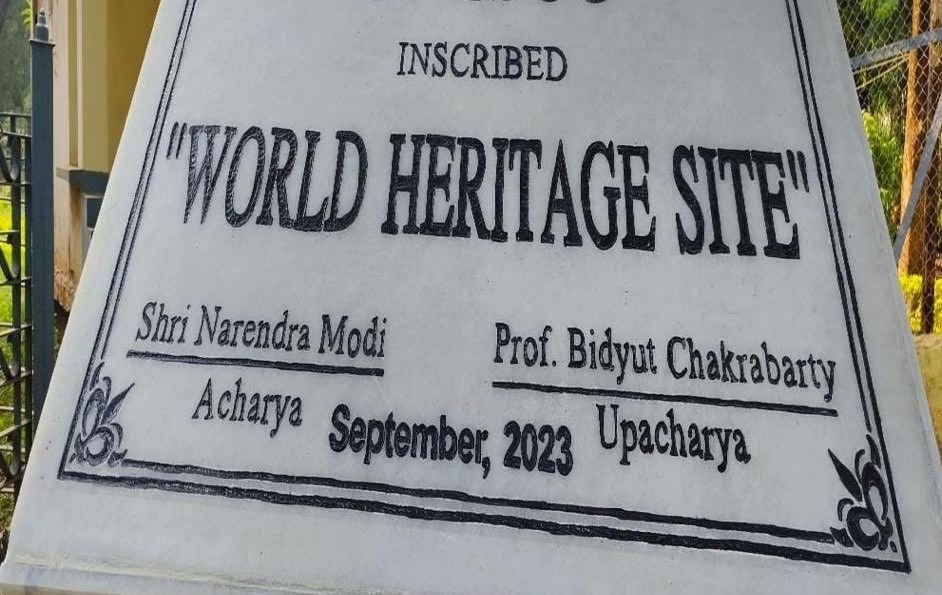 INSCRIBED
"WORLD HERITAGE SITE"
Shri Narendra Modi Prof. Bidyut Chakrabarty
Acharya Upacharya
September, 2023